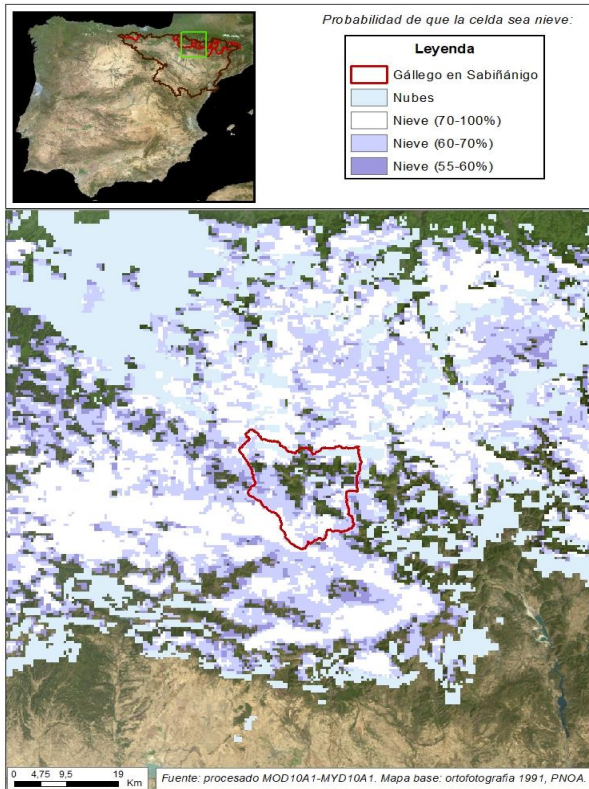 Probabilidad de que la celda sea nieve:
Leyenda
Gállego en Sabiñánigo
Nubes
Nieve (70-100%)
Nieve (60-70%)
Nieve (55-60%)
0 4,75 9,5 19
Km
Fuente: procesado MOD10A1-MYD10A1. Mapa base: ortofotografia 1991, PNOA.